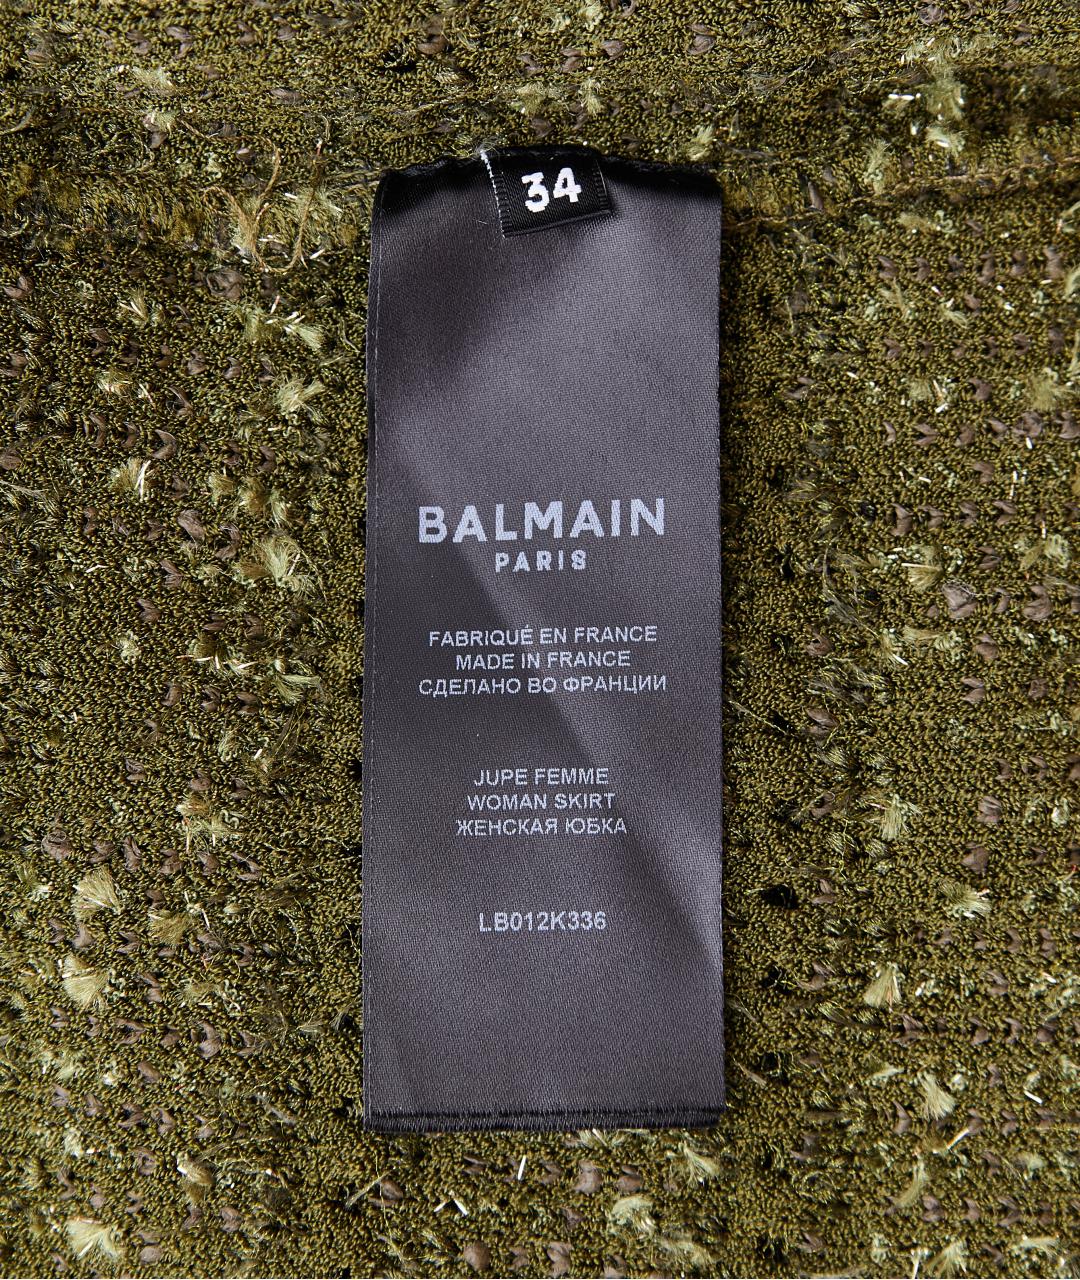 34
BALMAIN
PARIS
FABRIQUÉ EN FRANCE
MADE IN FRANCE
СДЕЛАНО ВО ФРАНЦИИ
JUPE FEMME
WOMAN SKIRT
ЖЕНСКАЯ ЮБКА
LB012K336